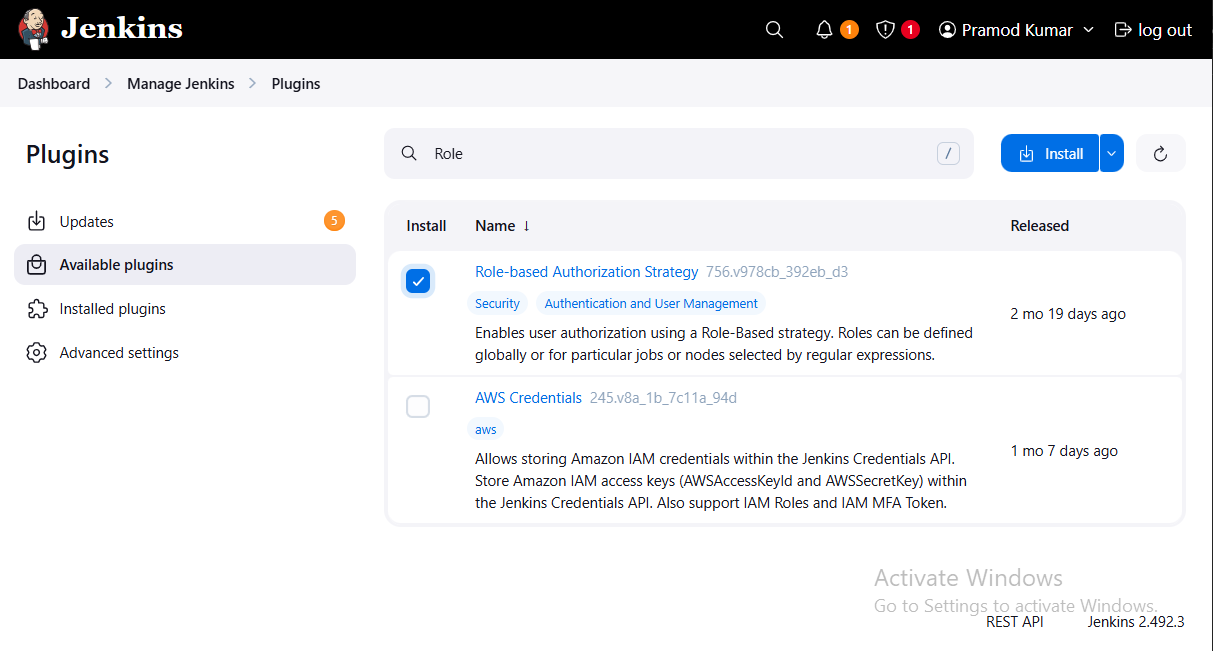 Jenkins
1
1
Pramod Kumar
log out
Dashboard > Manage Jenkins > Plugins
Plugins
Role
/
Install
Updates
5
Available plugins
Installed plugins
Advanced settings
Install Name ↓ Released
Role-based Authorization Strategy 756.v978cb_392eb_d3
Security Authentication and User Management
Enables user authorization using a Role-Based strategy. Roles can be defined
globally or for particular jobs or nodes selected by regular expressions.
2 mo 19 days ago
AWS Credentials 245.v8a_1b_7c11a_94d
aws
Allows storing Amazon IAM credentials within the Jenkins Credentials API.
Store Amazon IAM access keys (AWSAccessKeyId and AWSSecretKey) within
the Jenkins Credentials API. Also support IAM Roles and IAM MFA Token.
1 mo 7 days ago
Activate Windows
Go to Settings to activate Windows.
REST API Jenkins 2.492.3